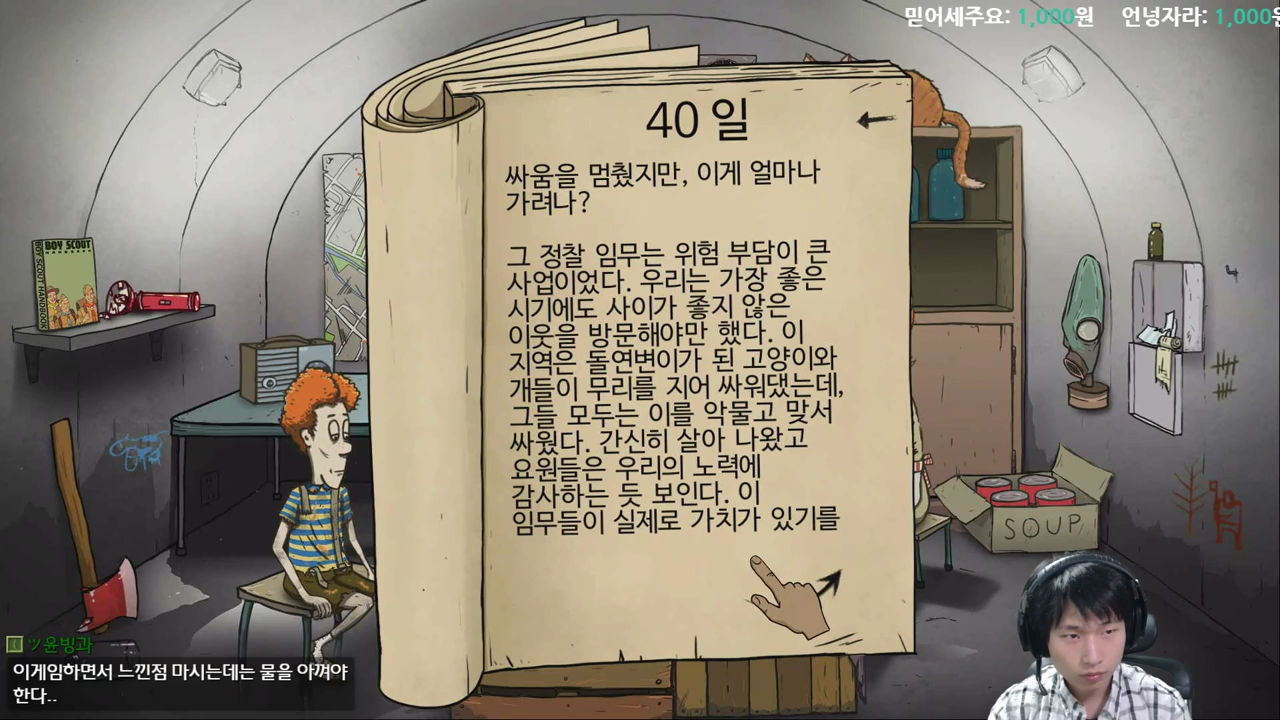 믿어세주요: 1,000원 언넝자라: 1,000원
40 일
싸움을 멈췄지만, 이게 얼마나
가려나?
그 정찰 임무는 위험 부담이 큰
사업이었다. 우리는 가장 좋은
시기에도 사이가 좋지 않은
이웃을 방문해야만 했다. 이
지역은 돌연변이가 된 고양이와
개들이 무리를 지어 싸워댔는데,
그들 모두는 이를 악물고 맞서
싸웠다. 간신히 살아 나왔고
요원들은 우리의 노력에
감사하는 듯 보인다. 이
임무들이 실제로 가치가 있기를
BOY SCOUT
BOY SCOUT HANDBOOK
SOUP
ツ윤빙과
이게임하면서 느낀점 마시는데는 물을 아껴야
한다..